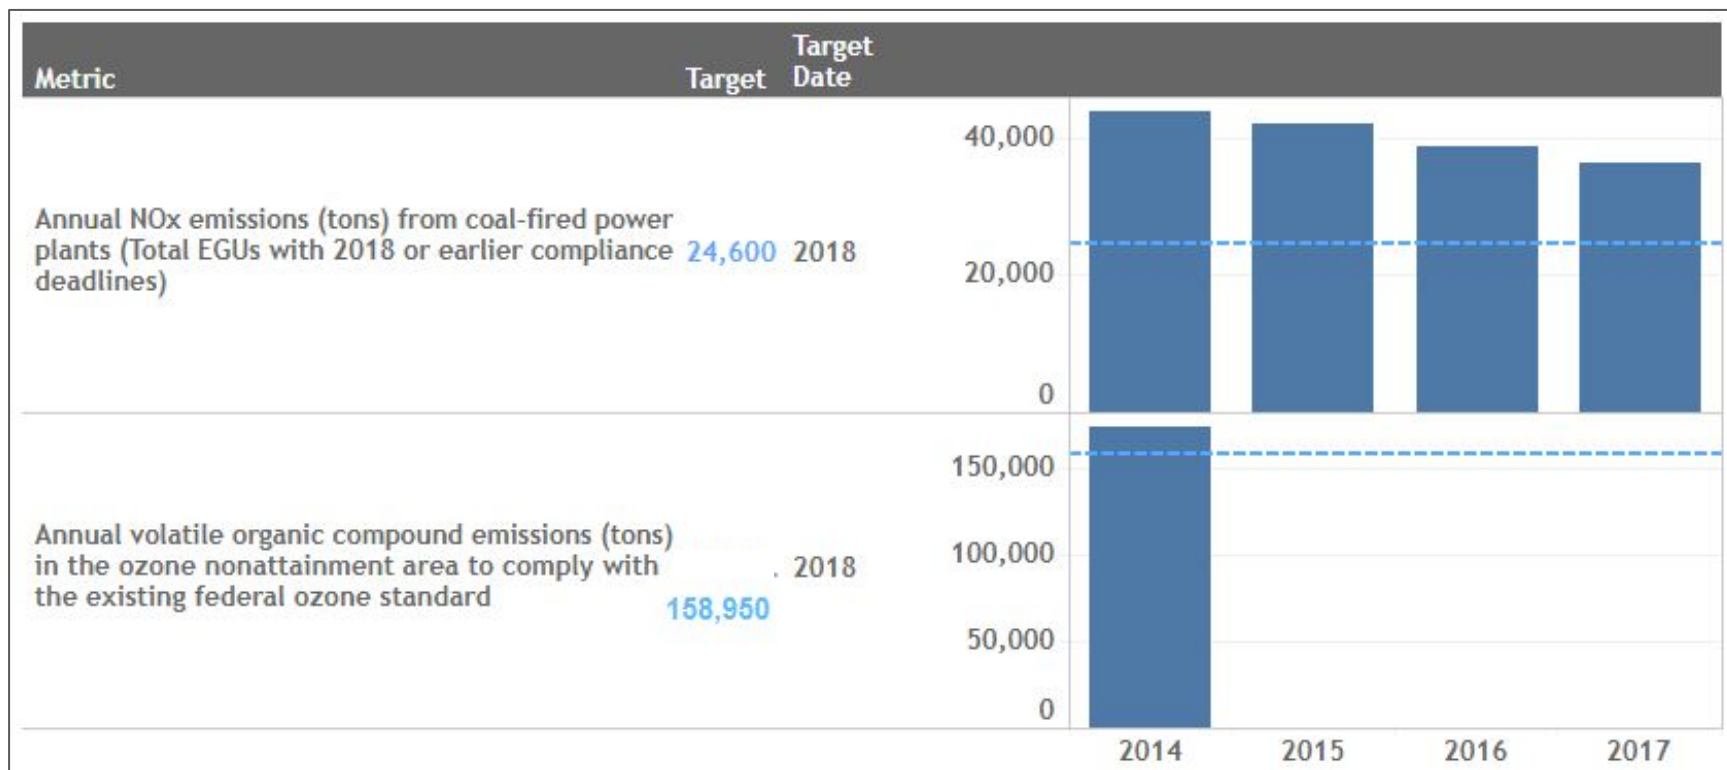 Metric Target Target Date
40,000
Annual NOx emissions (tons) from coal-fired power
plants (Total EGUs with 2018 or earlier compliance 24,600 2018
deadlines)
20,000
0
150,000
Annual volatile organic compound emissions (tons)
in the ozone nonattainment area to comply with . 2018
the existing federal ozone standard 158,950
100,000
50,000
0
2014 2015 2016 2017